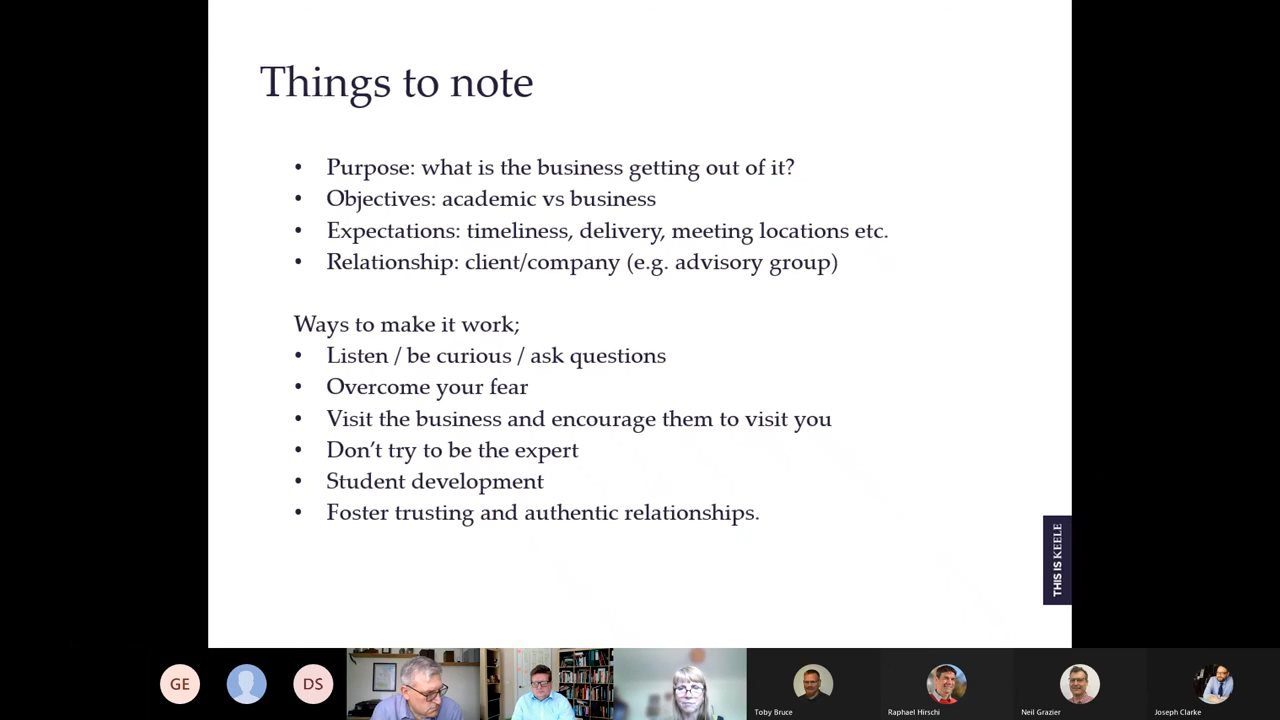 Things to note
• Purpose: what is the business getting out of it?
• Objectives: academic vs business
• Expectations: timeliness, delivery, meeting locations etc.
• Relationship: client/company (e.g. advisory group)
Ways to make it work;
• Listen / be curious / ask questions
• Overcome your fear
• Visit the business and encourage them to visit you
• Don’t try to be the expert
• Student development
• Foster trusting and authentic relationships.
THIS IS KEELE
GE
DS
Toby Bruce
Raphael Hirschi
Neil Grazier
Joseph Clarke